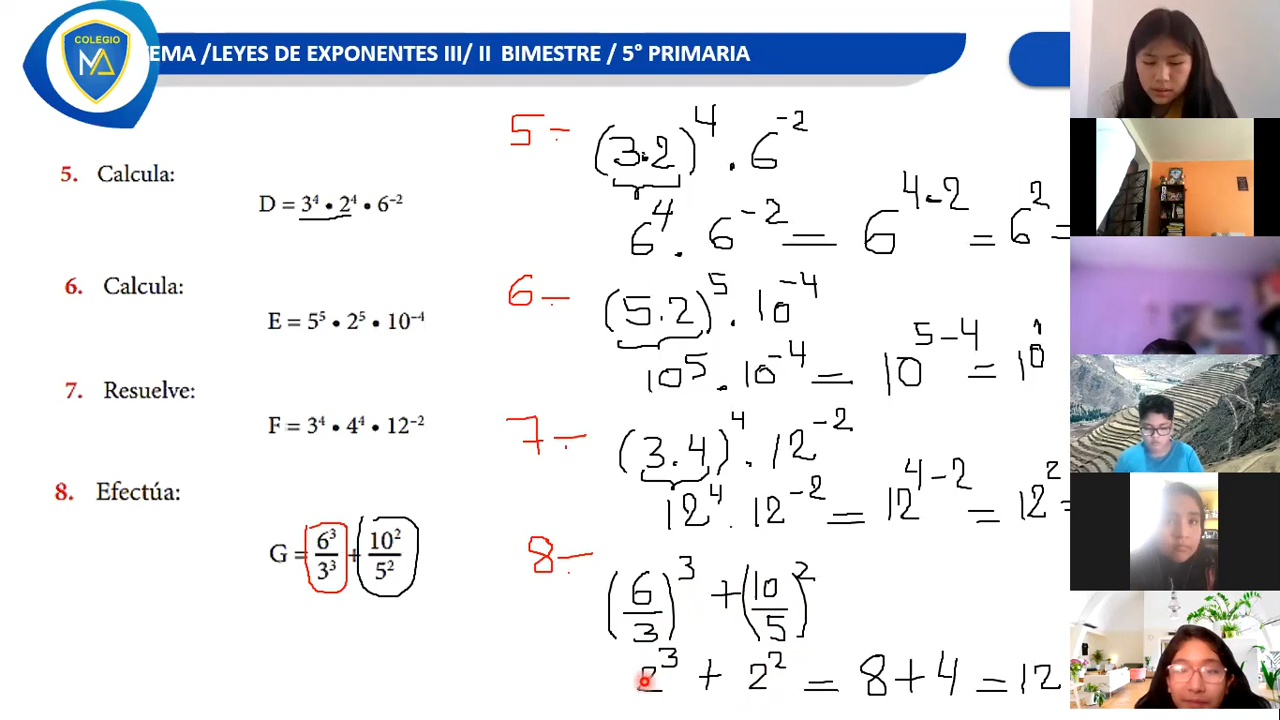 COLEGIO
MA
TEMA /LEYES DE EXPONENTES III/ II BIMESTRE / 5° PRIMARIA
5. Calcula:
D = 3⁴ • 2⁴ • 6⁻²
6. Calcula:
E = 5⁵ • 2⁵ • 10⁻⁴
7. Resuelve:
F = 3⁴ • 4⁴ • 12⁻²
8. Efectúa:
G = 6³/3³ + 10²/5²
5- (3·2)⁴ . 6⁻²
6⁴ . 6⁻² = 6⁴⁻² = 6² =
6- (5.2)⁵ . 10⁻⁴
10⁵ . 10⁻⁴ = 10⁵⁻⁴ = 10¹
7- (3.4)⁴ . 12⁻²
12⁴ . 12⁻² = 12⁴⁻² = 12² =
8- (6/3)³ + (10/5)²
2³ + 2² = 8 + 4 = 12